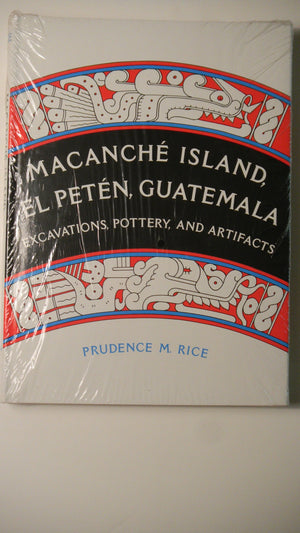 MACANCHÉ ISLAND,
EL PETÉN, GUATEMALA
EXCAVATIONS, POTTERY, AND ARTIFACTS
PRUDENCE M. RICE